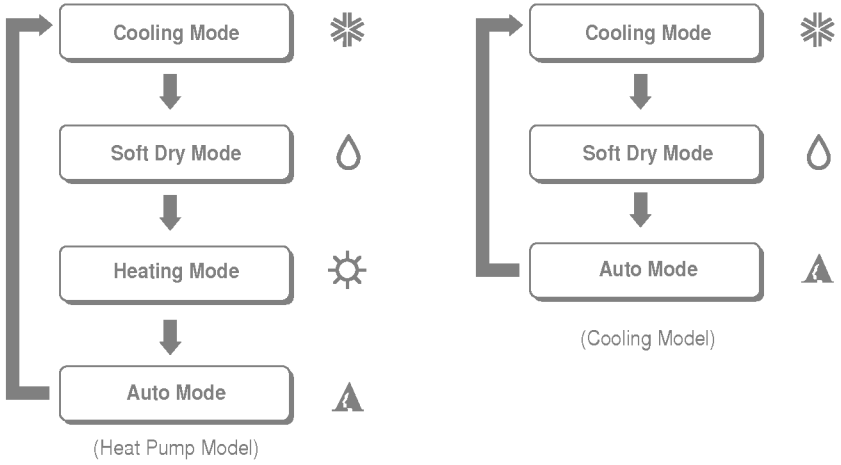 Cooling Mode
Soft Dry Mode
Heating Mode
Auto Mode
(Heat Pump Model)
Cooling Mode
Soft Dry Mode
Auto Mode
(Cooling Model)